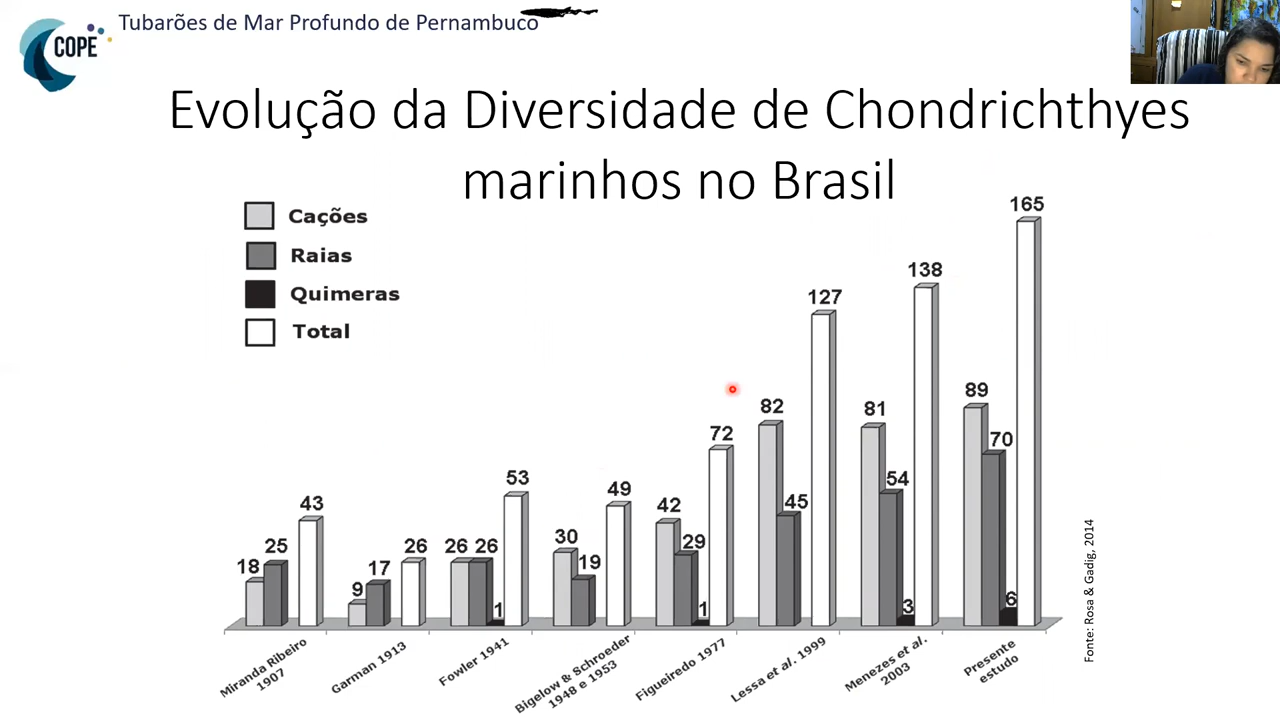 Tubarões de Mar Profundo de Pernambuco
COPE
Evolução da Diversidade de Chondrichthyes
marinhos no Brasil
Cações
Raias
Quimeras
Total
18 25 43
9 17 26
26 26 1 53
30 19 49
42 29 1 72
82 45 127
81 54 3 138
89 70 6 165
Miranda Ribeiro
1907
Garman 1913
Fowler 1941
Bigelow & Schroeder
1948 e 1953
Figueiredo 1977
Lessa et al. 1999
Menezes et al.
2003
Presente
estudo
Fonte: Rosa & Gadig, 2014